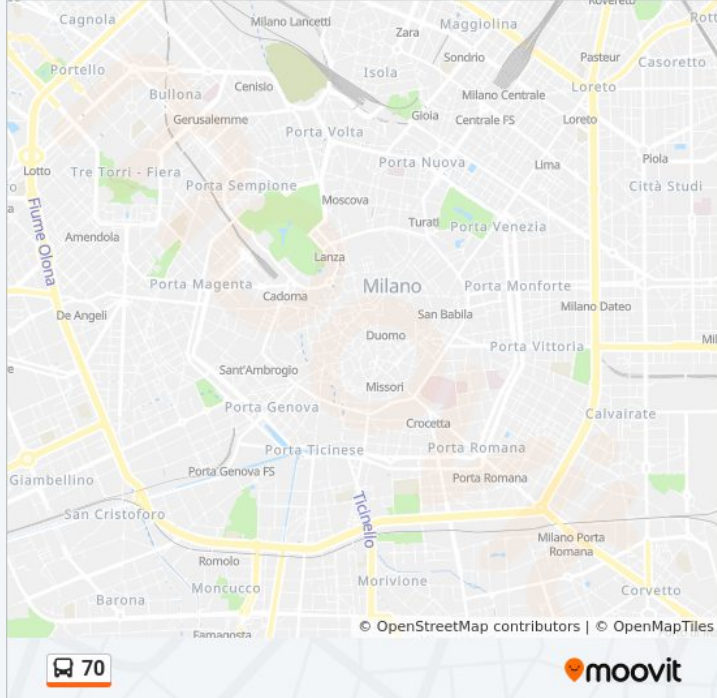 Rovereto
Cagnola
Milano Lancetti
Zara
Maggiolina
Rott
Portello
Sondrio
Pasteur
Casoretto
Isola
Bullona
Cenisio
Milano Centrale
Loreto
Gerusalemme
Porta Volta
Gioia
Centrale FS
Loreto
Lotto
Tre Torri - Fiera
Porta Nuova
Lima
Piola
Porta Sempione
Città Studi
Moscova
Fiume Olona
Turati
Porta Venezia
Amendola
Lanza
Porta Magenta
Milano
Porta Monforte
Cadorna
San Babila
Milano Dateo
De Angeli
Duomo
Porta Vittoria
Mil
Sant'Ambrogio
Missori
Porta Genova
Crocetta
Calvairate
Porta Ticinese
Porta Romana
Giambellino
Porta Genova FS
Porta Romana
San Cristoforo
Ticinello
Milano Porta
Romana
Romolo
Moncucco
Morivione
Corvetto
Barona
Famagosta
© OpenStreetMap contributors | © OpenMapTiles
70
moovit